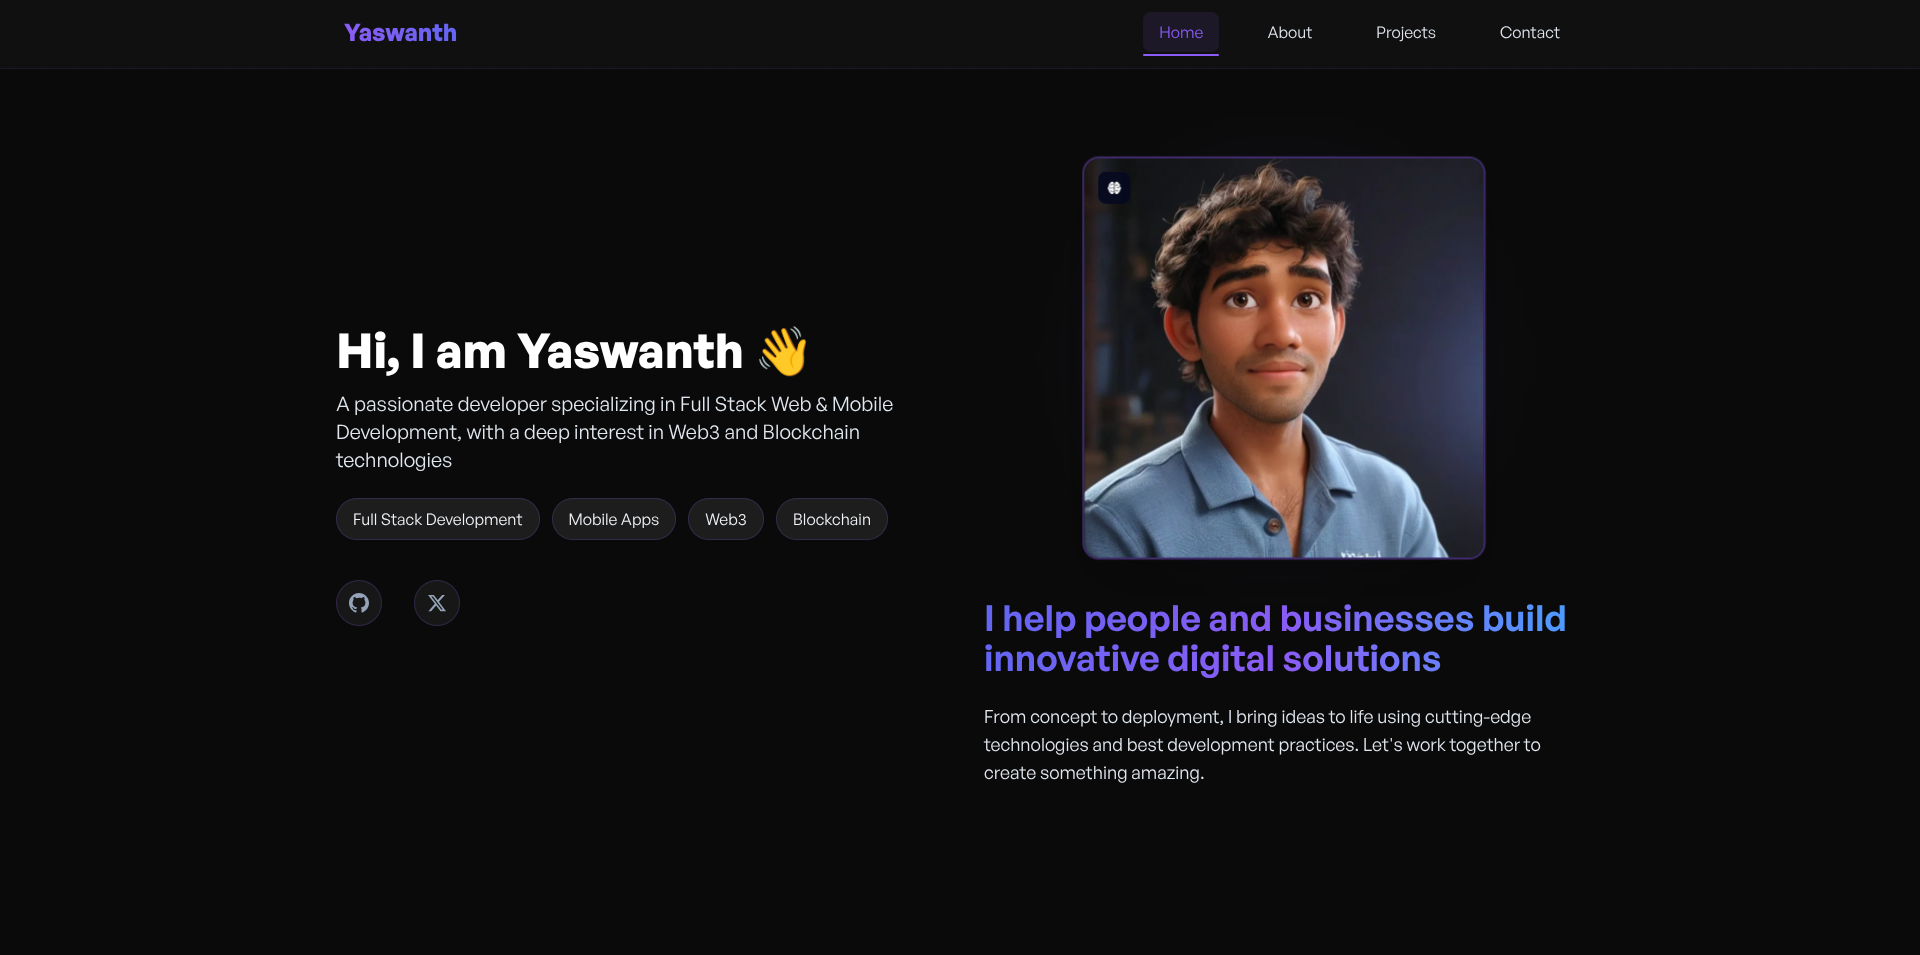 Yaswanth
Home
About
Projects
Contact
Hi, I am Yaswanth 👋
A passionate developer specializing in Full Stack Web & Mobile
Development, with a deep interest in Web3 and Blockchain
technologies
Full Stack Development
Mobile Apps
Web3
Blockchain
I help people and businesses build
innovative digital solutions
From concept to deployment, I bring ideas to life using cutting-edge
technologies and best development practices. Let's work together to
create something amazing.